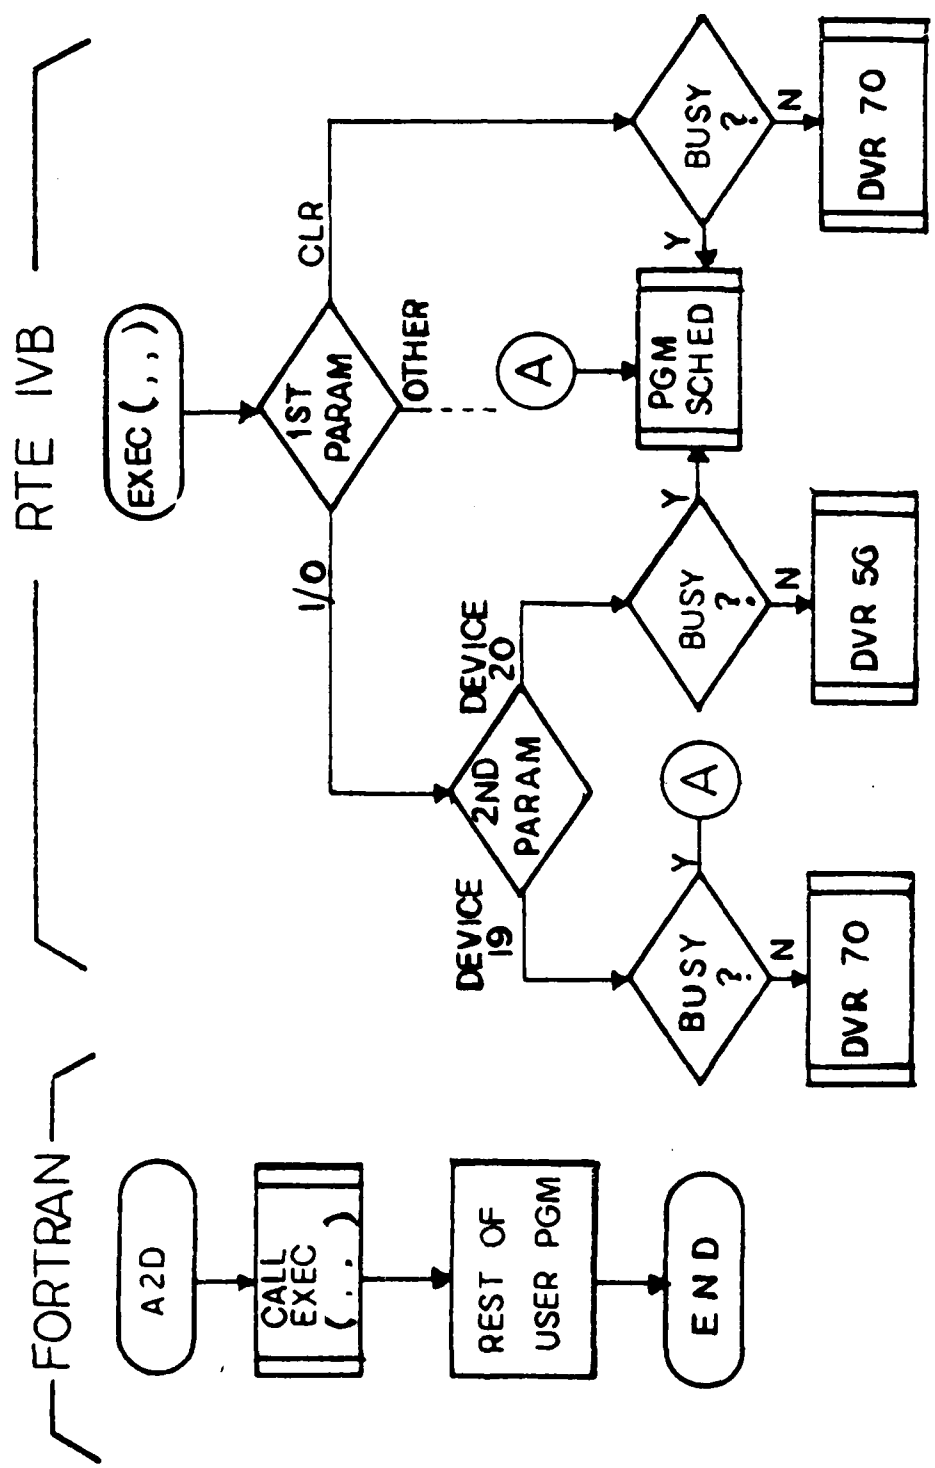 FORTRAN
A2D
CALL
EXEC
( , , , )
REST OF
USER PGM
END
RTE IVB
EXEC ( , , , )
1ST
PARAM
I/O
CLR
OTHER
2ND
PARAM
DEVICE
19
DEVICE
20
A
BUSY
?
Y
A
N
DVR 70
BUSY
?
Y
N
DVR 5G
PGM
SCHED
BUSY
?
Y
N
DVR 70